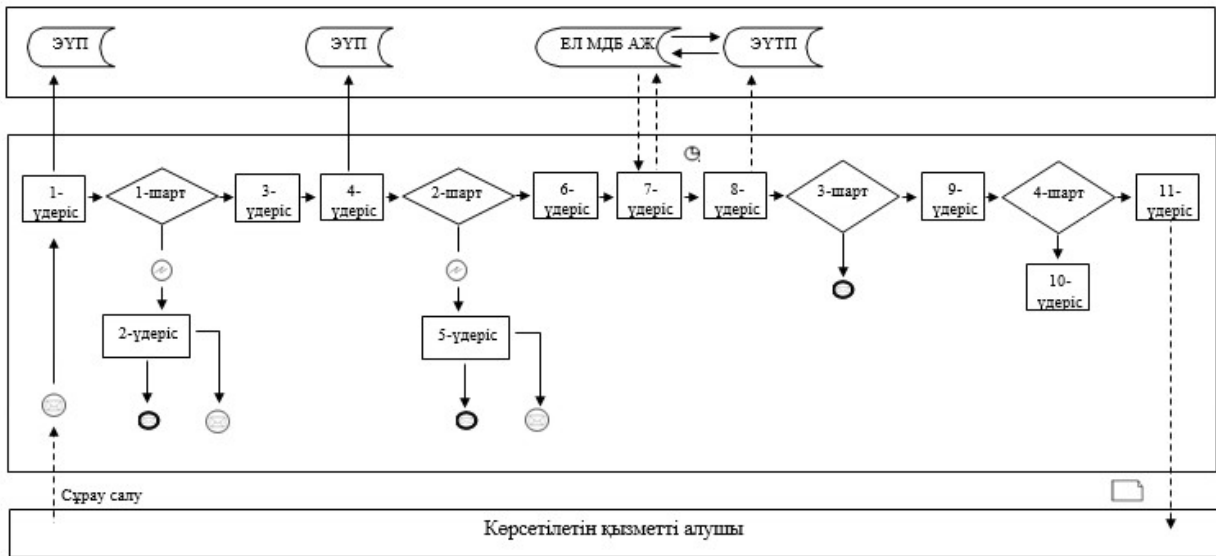 ЭҮП
ЭҮП
ЕЛ МДБ АЖ
ЭҮТП
1-
үдеріс
1-шарт
3-
үдеріс
4-
үдеріс
2-шарт
6-
үдеріс
7-
үдеріс
8-
үдеріс
3-шарт
9-
үдеріс
4-шарт
11-
үдеріс
10-
үдеріс
2-үдеріс
5-үдеріс
Сұрау салу
Көрсетілетін қызметті алушы